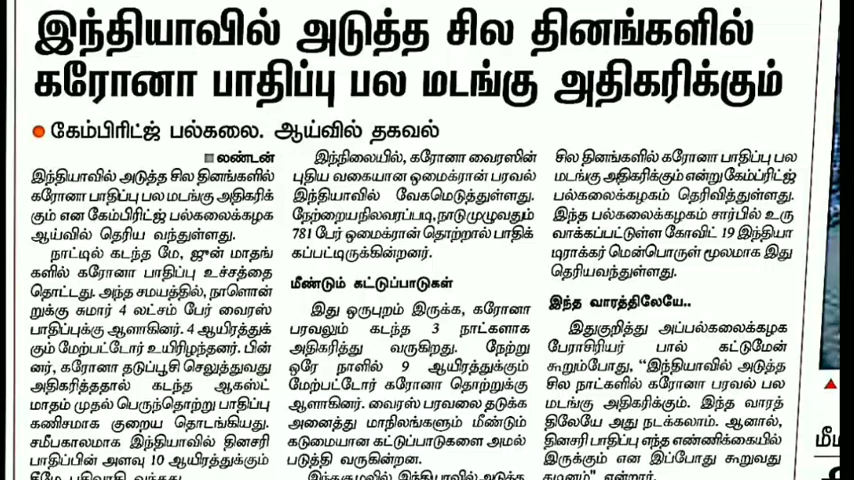 இந்தியாவில் அடுத்த சில தினங்களில்
கரோனா பாதிப்பு பல மடங்கு அதிகரிக்கும்
கேம்பிரிட்ஜ் பல்கலை. ஆய்வில் தகவல்
லண்டன்
இந்தியாவில் அடுத்த சில தினங்களில்
கரோனா பாதிப்பு பல மடங்கு அதிகரிக்
கும் என கேம்பிரிட்ஜ் பல்கலைக்கழக
ஆய்வில் தெரிய வந்துள்ளது.
நாட்டில் கடந்த மே, ஜுன் மாதங்
களில் கரோனா பாதிப்பு உச்சத்தை
தொட்டது. அந்த சமயத்தில், நாளொன்
றுக்கு சுமார் 4 லட்சம் பேர் வைரஸ்
பாதிப்புக்கு ஆளாகினர். 4 ஆயிரத்துக்
கும் மேற்பட்டோர் உயிரிழந்தனர். பின்
னர், கரோனா தடுப்பூசி செலுத்துவது
அதிகரித்ததால் கடந்த ஆகஸ்ட்
மாதம் முதல் பெருந்தொற்று பாதிப்பு
கணிசமாக குறைய தொடங்கியது.
சமீபகாலமாக இந்தியாவில் தினசரி
பாதிப்பின் அளவு 10 ஆயிரத்துக்கும்
இந்நிலையில், கரோனா வைரஸின்
புதிய வகையான ஒமைக்ரான் பரவல்
இந்தியாவில் வேகமெடுத்துள்ளது.
நேற்றைய நிலவரப்படி, நாடு முழுவதும்
781 பேர் ஒமைக்ரான் தொற்றால் பாதிக்
கப்பட்டிருக்கின்றனர்.
மீண்டும் கட்டுப்பாடுகள்
இது ஒருபுறம் இருக்க, கரோனா
பரவலும் கடந்த 3 நாட்களாக
அதிகரித்து வருகிறது. நேற்று
ஒரே நாளில் 9 ஆயிரத்துக்கும்
மேற்பட்டோர் கரோனா தொற்றுக்கு
ஆளாகினர். வைரஸ் பரவலை தடுக்க
அனைத்து மாநிலங்களும் மீண்டும்
கடுமையான கட்டுப்பாடுகளை அமல்
படுத்தி வருகின்றன.
சில தினங்களில் கரோனா பாதிப்பு பல
மடங்கு அதிகரிக்கும் என்று கேம்ப்ரிட்ஜ்
பல்கலைக்கழகம் தெரிவித்துள்ளது.
இந்த பல்கலைக்கழகம் சார்பில் உரு
வாக்கப்பட்டுள்ள கோவிட் 19 இந்தியா
டிராக்கர் மென்பொருள் மூலமாக இது
தெரியவந்துள்ளது.
இந்த வாரத்திலேயே..
இதுகுறித்து அப்பல்கலைக்கழக
பேராசிரியர் பால் கட்டுமேன்
கூறும்போது, “இந்தியாவில் அடுத்த
சில நாட்களில் கரோனா பரவல் பல
மடங்கு அதிகரிக்கும். இந்த வாரத்
திலேயே அது நடக்கலாம். ஆனால்,
தினசரி பாதிப்பு எந்த எண்ணிக்கையில்
இருக்கும் என இப்போது கூறுவது
கடினம்" என்றார்.